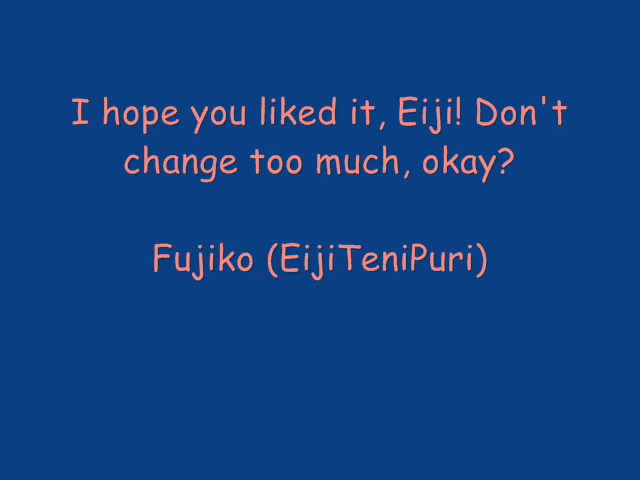 I hope you liked it, Eiji! Don't
change too much, okay?
Fujiko (EijiTeniPuri)